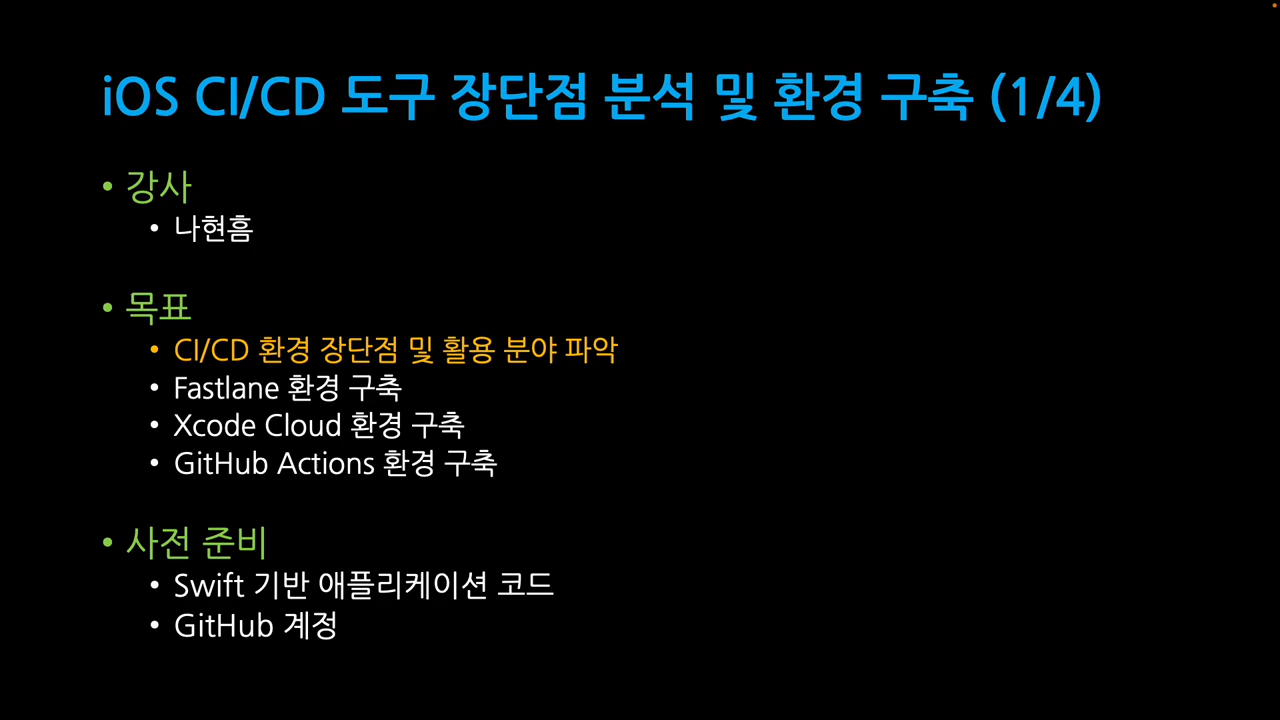 iOS CI/CD 도구 장단점 분석 및 환경 구축 (1/4)
• 강사
• 나현흠
• 목표
• CI/CD 환경 장단점 및 활용 분야 파악
• Fastlane 환경 구축
• Xcode Cloud 환경 구축
• GitHub Actions 환경 구축
• 사전 준비
• Swift 기반 애플리케이션 코드
• GitHub 계정